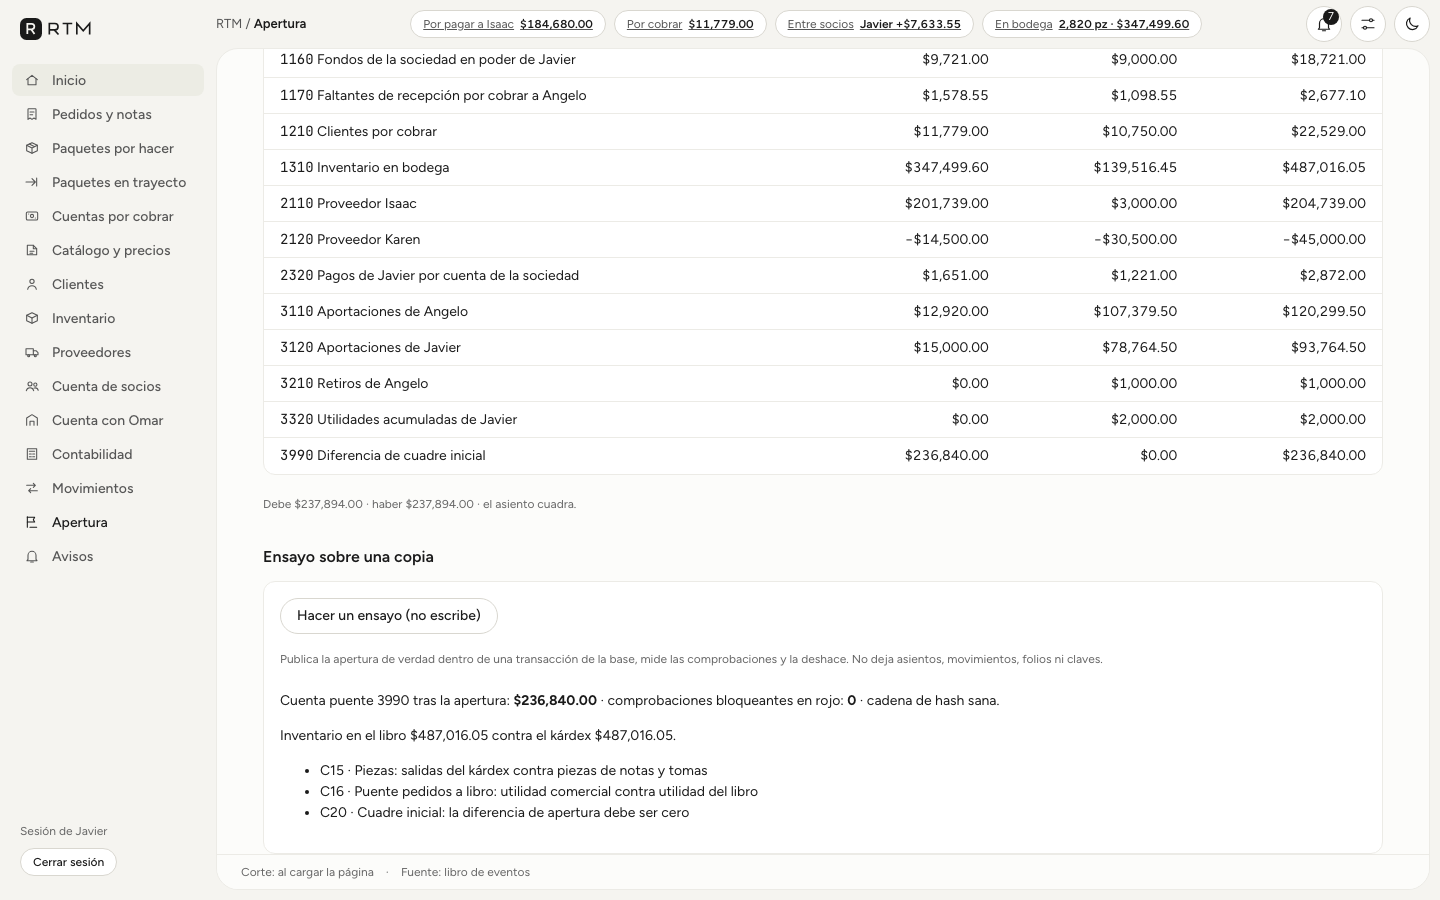 R RTM
RTM / Apertura
Por pagar a Isaac $184,680.00
Por cobrar $11,779.00
Entre socios Javier +$7,633.55
En bodega 2,820 pz · $347,499.60
7
Inicio
Pedidos y notas
Paquetes por hacer
Paquetes en trayecto
Cuentas por cobrar
Catálogo y precios
Clientes
Inventario
Proveedores
Cuenta de socios
Cuenta con Omar
Contabilidad
Movimientos
Apertura
Avisos
Sesión de Javier
Cerrar sesión
1160 Fondos de la sociedad en poder de Javier $9,721.00 $9,000.00 $18,721.00
1170 Faltantes de recepción por cobrar a Angelo $1,578.55 $1,098.55 $2,677.10
1210 Clientes por cobrar $11,779.00 $10,750.00 $22,529.00
1310 Inventario en bodega $347,499.60 $139,516.45 $487,016.05
2110 Proveedor Isaac $201,739.00 $3,000.00 $204,739.00
2120 Proveedor Karen −$14,500.00 −$30,500.00 −$45,000.00
2320 Pagos de Javier por cuenta de la sociedad $1,651.00 $1,221.00 $2,872.00
3110 Aportaciones de Angelo $12,920.00 $107,379.50 $120,299.50
3120 Aportaciones de Javier $15,000.00 $78,764.50 $93,764.50
3210 Retiros de Angelo $0.00 $1,000.00 $1,000.00
3320 Utilidades acumuladas de Javier $0.00 $2,000.00 $2,000.00
3990 Diferencia de cuadre inicial $236,840.00 $0.00 $236,840.00
Debe $237,894.00 · haber $237,894.00 · el asiento cuadra.
Ensayo sobre una copia
Hacer un ensayo (no escribe)
Publica la apertura de verdad dentro de una transacción de la base, mide las comprobaciones y la deshace. No deja asientos, movimientos, folios ni claves.
Cuenta puente 3990 tras la apertura: $236,840.00 · comprobaciones bloqueantes en rojo: 0 · cadena de hash sana.
Inventario en el libro $487,016.05 contra el kárdex $487,016.05.
• C15 · Piezas: salidas del kárdex contra piezas de notas y tomas
• C16 · Puente pedidos a libro: utilidad comercial contra utilidad del libro
• C20 · Cuadre inicial: la diferencia de apertura debe ser cero
Corte: al cargar la página · Fuente: libro de eventos